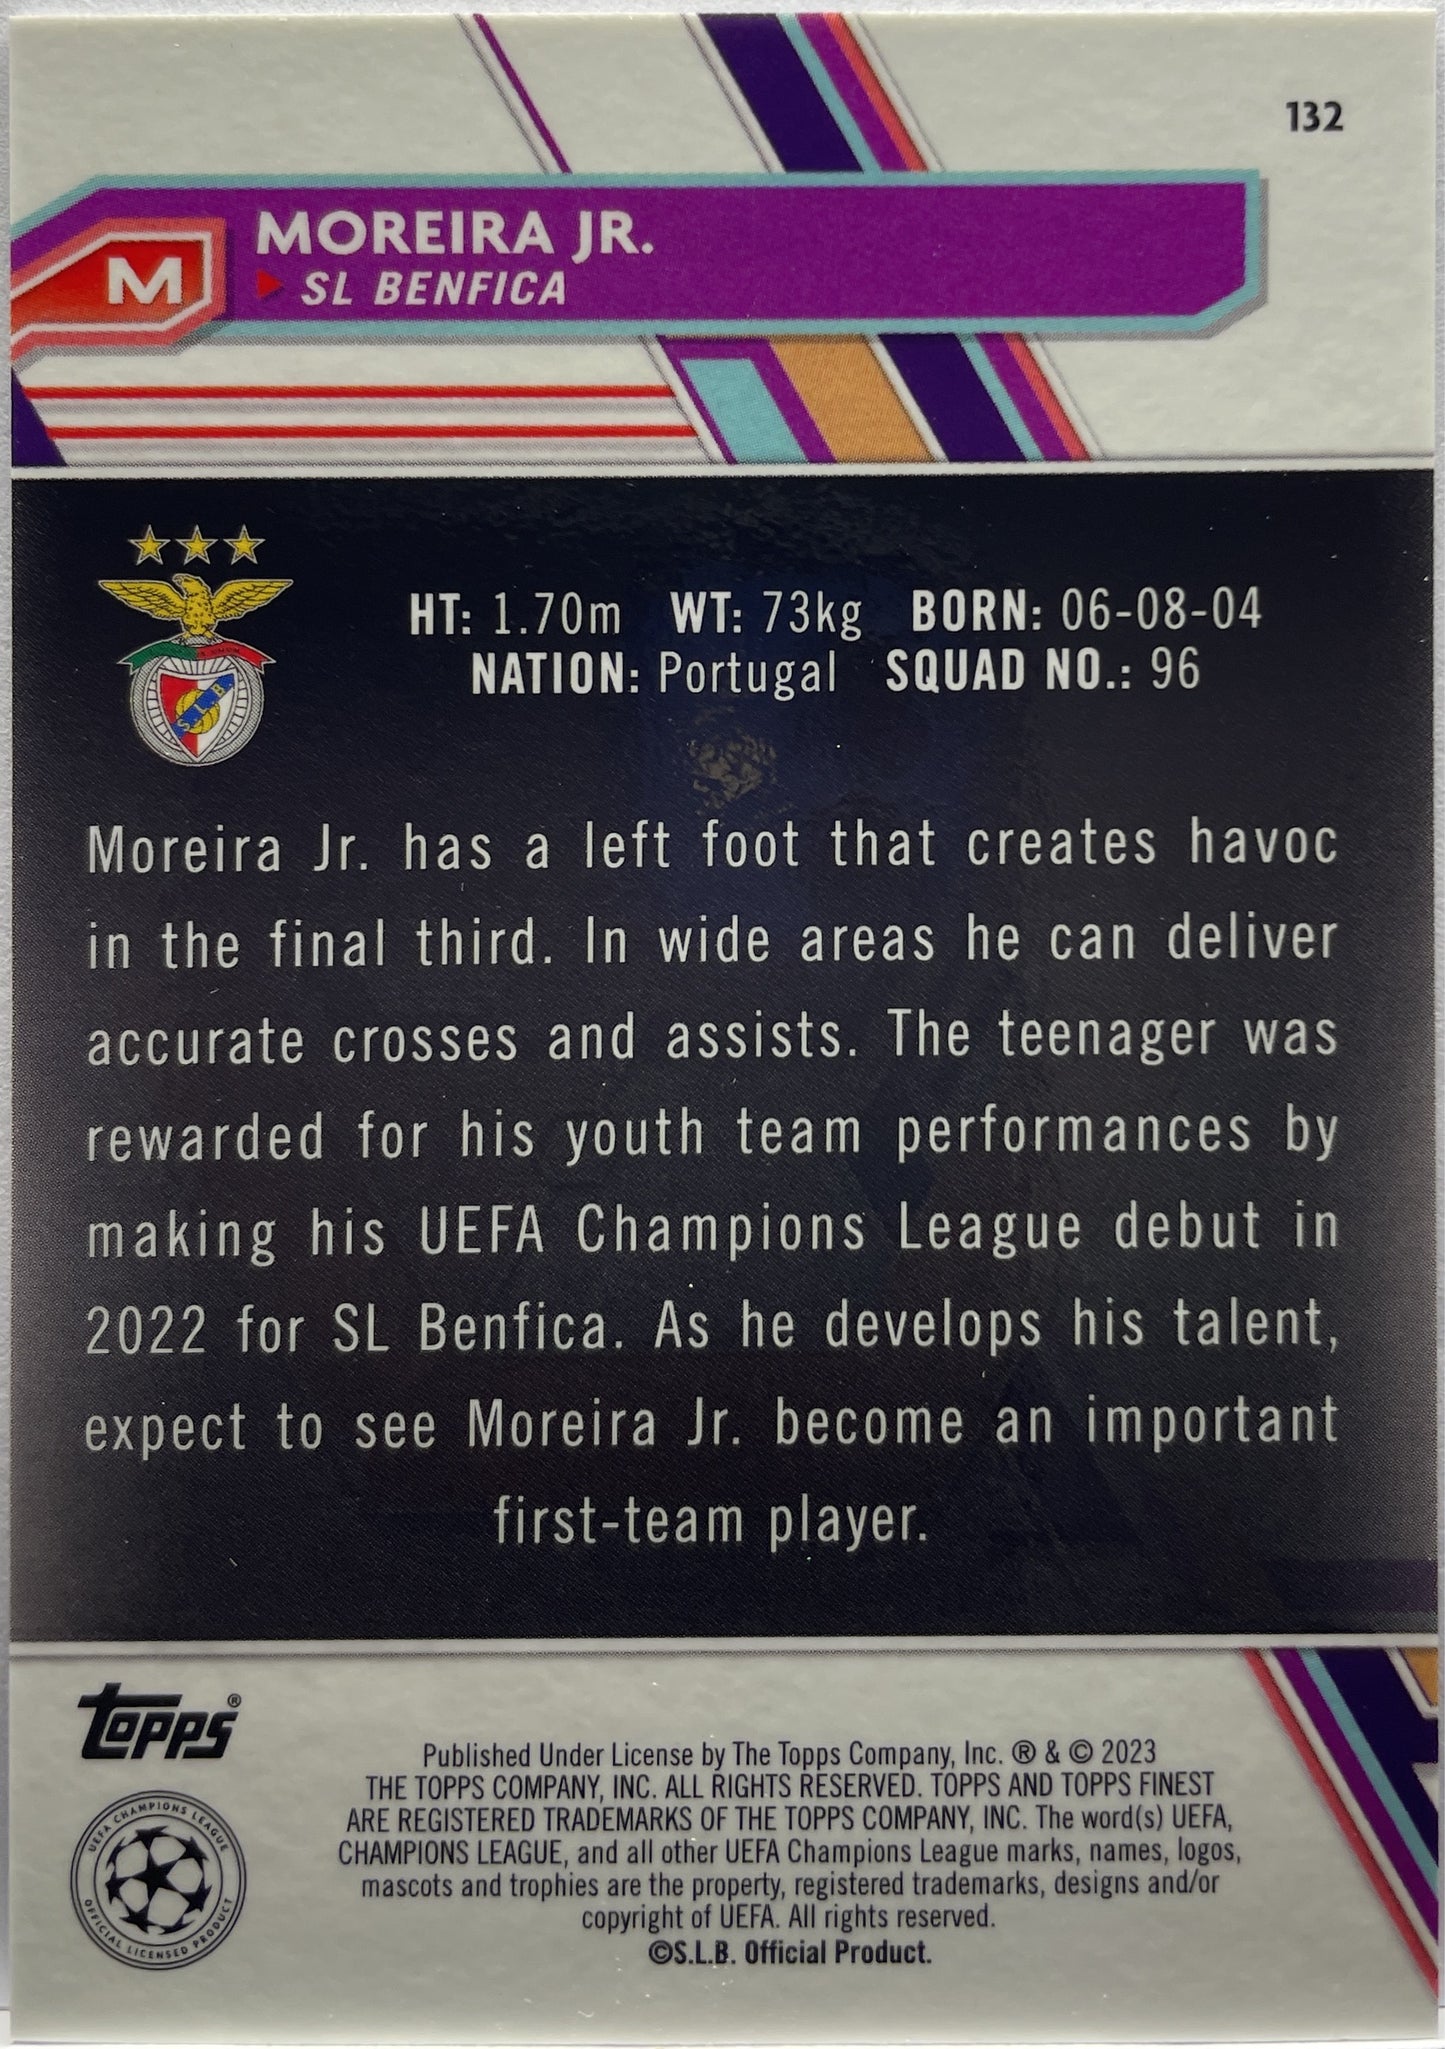 132
MOREIRA JR.
M
SL BENFICA
HT: 1.70m WT: 73kg BORN: 06-08-04
NATION: Portugal SQUAD NO.: 96
Moreira Jr. has a left foot that creates havoc
in the final third. In wide areas he can deliver
accurate crosses and assists. The teenager was
rewarded for his youth team performances by
making his UEFA Champions League debut in
2022 for SL Benfica. As he develops his talent,
expect to see Moreira Jr. become an important
first-team player.
Topps®
UEFA CHAMPIONS LEAGUE
OFFICIAL LICENSED PRODUCT
Published Under License by The Topps Company, Inc. ® & © 2023
THE TOPPS COMPANY, INC. ALL RIGHTS RESERVED. TOPPS AND TOPPS FINEST
ARE REGISTERED TRADEMARKS OF THE TOPPS COMPANY, INC. The word(s) UEFA,
CHAMPIONS LEAGUE, and all other UEFA Champions League marks, names, logos,
mascots and trophies are the property, registered trademarks, designs and/or
copyright of UEFA. All rights reserved.
©S.L.B. Official Product.